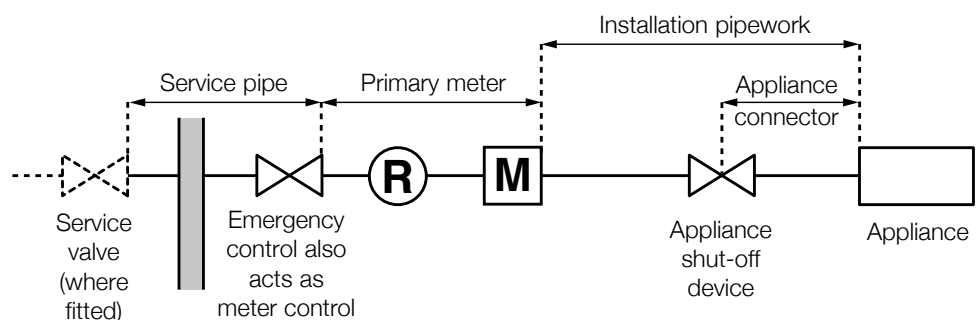 Installation pipework
Service pipe
Primary meter
Appliance
connector
R
M
Service
valve
(where
fitted)
Emergency
control also
acts as
meter control
Appliance
shut-off
device
Appliance